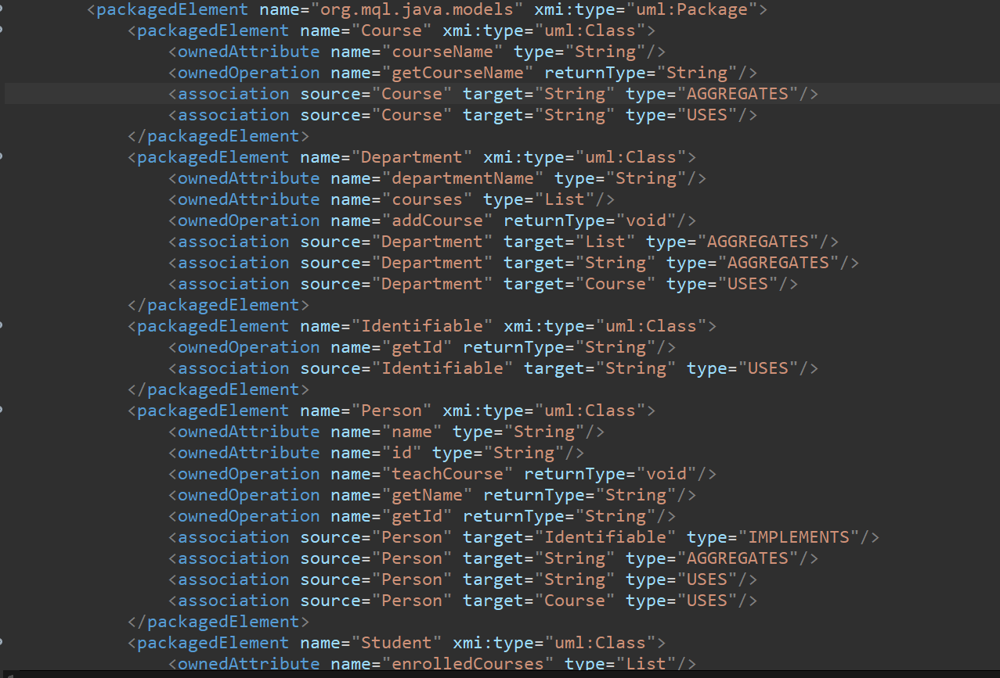 <packagedElement name="org.mql.java.models" xmi:type="uml:Package">
<packagedElement name="Course" xmi:type="uml:Class">
<ownedAttribute name="courseName" type="String"/>
<ownedOperation name="getCourseName" returnType="String"/>
<association source="Course" target="String" type="AGGREGATES"/>
<association source="Course" target="String" type="USES"/>
</packagedElement>
<packagedElement name="Department" xmi:type="uml:Class">
<ownedAttribute name="departmentName" type="String"/>
<ownedAttribute name="courses" type="List"/>
<ownedOperation name="addCourse" returnType="void"/>
<association source="Department" target="List" type="AGGREGATES"/>
<association source="Department" target="String" type="AGGREGATES"/>
<association source="Department" target="Course" type="USES"/>
</packagedElement>
<packagedElement name="Identifiable" xmi:type="uml:Class">
<ownedOperation name="getId" returnType="String"/>
<association source="Identifiable" target="String" type="USES"/>
</packagedElement>
<packagedElement name="Person" xmi:type="uml:Class">
<ownedAttribute name="name" type="String"/>
<ownedAttribute name="id" type="String"/>
<ownedOperation name="teachCourse" returnType="void"/>
<ownedOperation name="getName" returnType="String"/>
<ownedOperation name="getId" returnType="String"/>
<association source="Person" target="Identifiable" type="IMPLEMENTS"/>
<association source="Person" target="String" type="AGGREGATES"/>
<association source="Person" target="String" type="USES"/>
<association source="Person" target="Course" type="USES"/>
</packagedElement>
<packagedElement name="Student" xmi:type="uml:Class">
<ownedAttribute name="enrolledCourses" type="List"/>